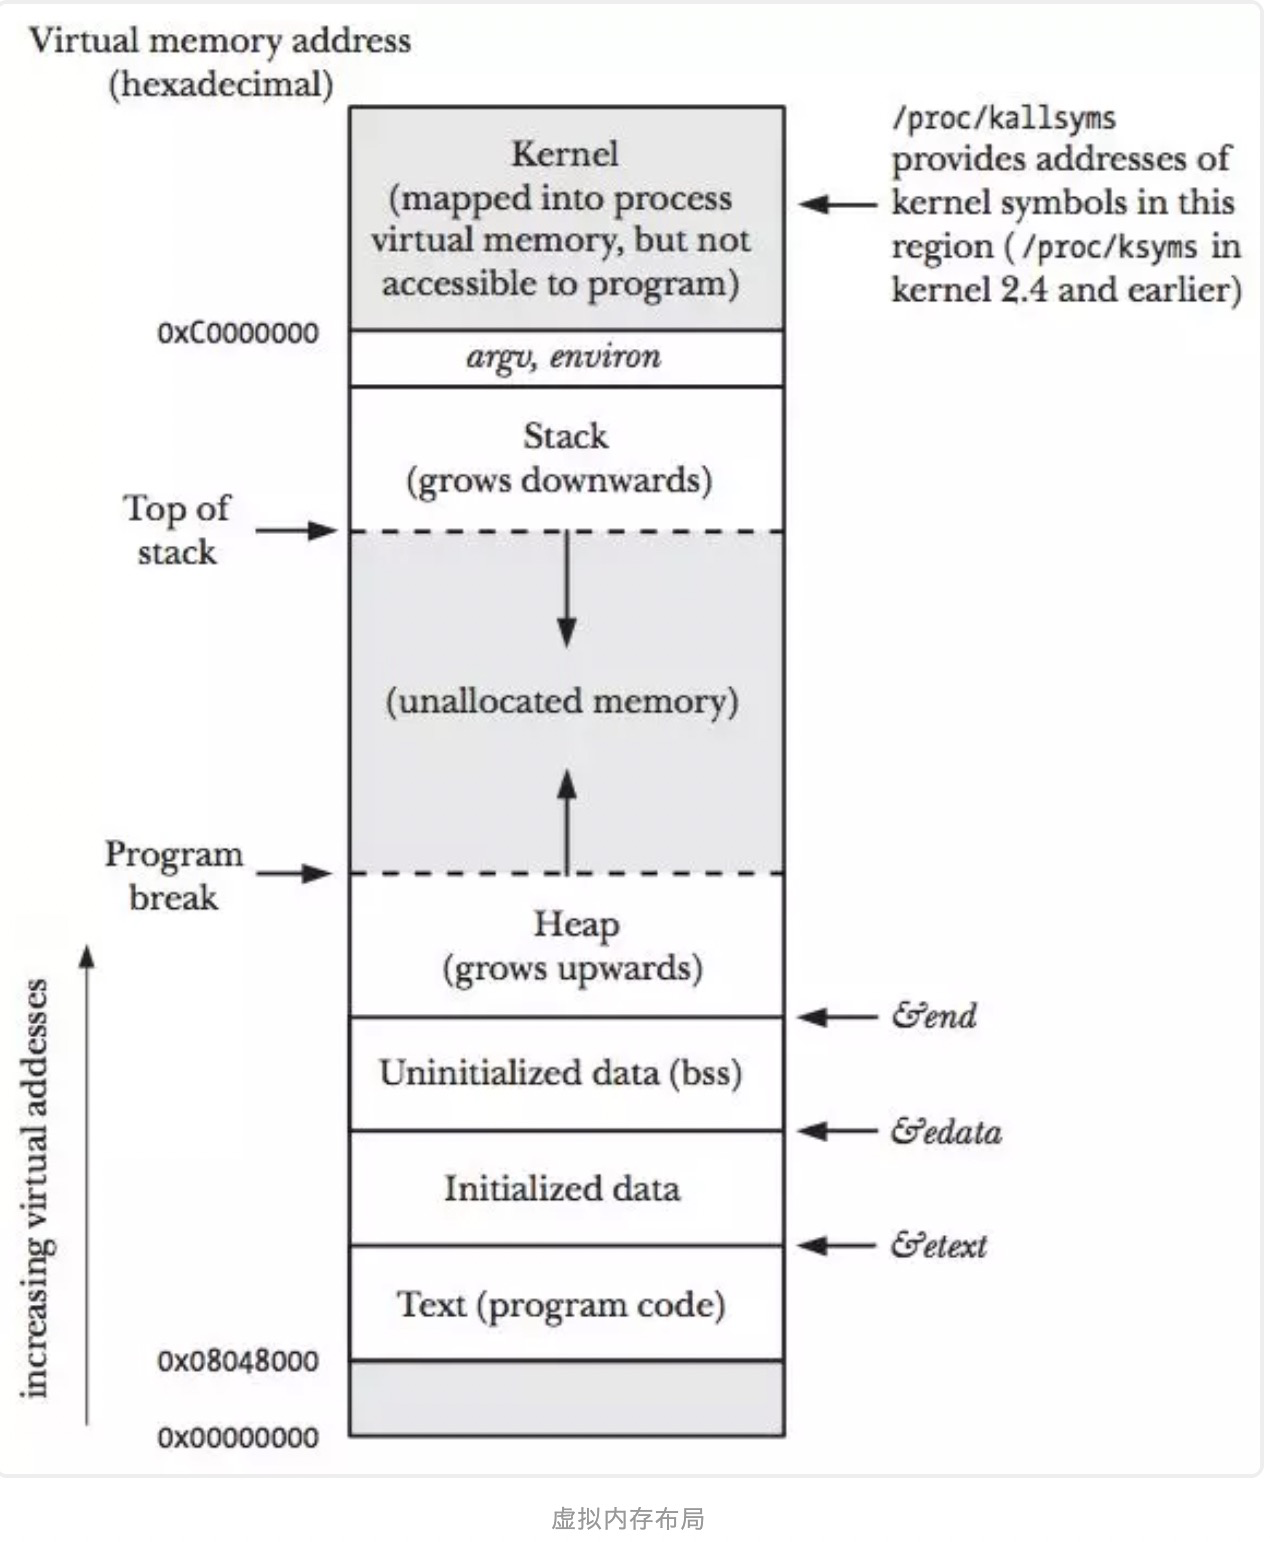 Virtual memory address
(hexadecimal)
/proc/kallsyms
provides addresses of
kernel symbols in this
region (/proc/ksyms in
kernel 2.4 and earlier)
Kernel
(mapped into process
virtual memory, but not
accessible to program)
0xC0000000
argv, environ
Stack
(grows downwards)
Top of
stack
(unallocated memory)
Program
break
Heap
(grows upwards)
&end
Uninitialized data (bss)
&edata
Initialized data
&etext
Text (program code)
0x08048000
0x00000000
increasing virtual addesses
虚拟内存布局